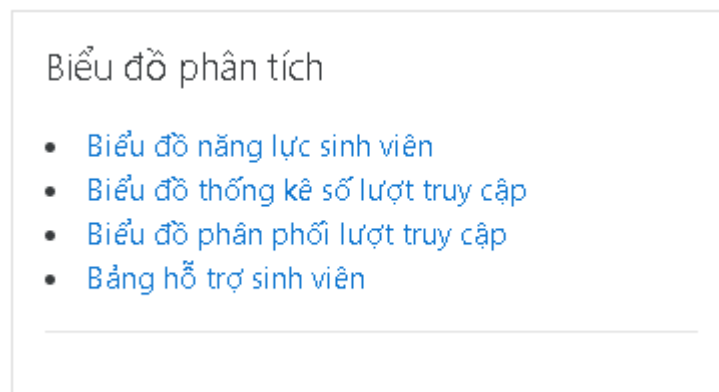 Biểu đồ phân tích
Biểu đồ năng lực sinh viên
Biểu đồ thống kê số lượt truy cập
Biểu đồ phân phối lượt truy cập
Bảng hỗ trợ sinh viên